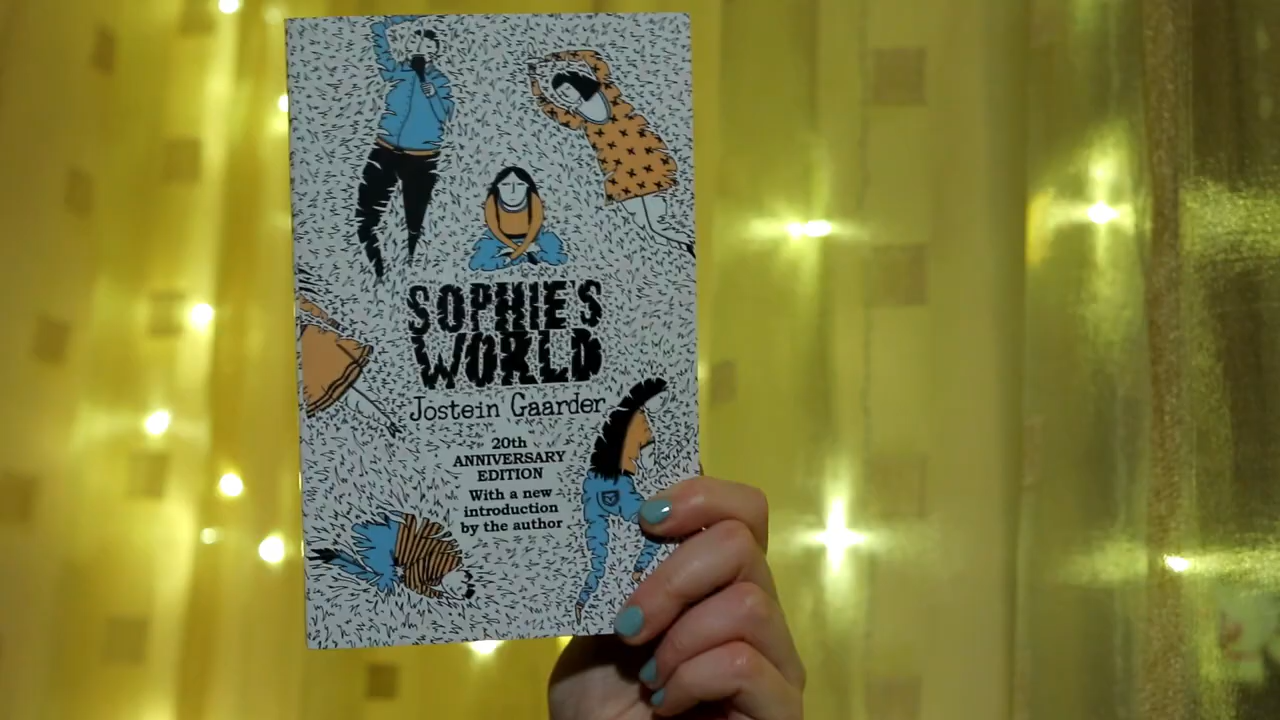 SOPHIE'S
WORLD
Jostein Gaarder
20th
ANNIVERSARY
EDITION
With a new
introduction
by the author